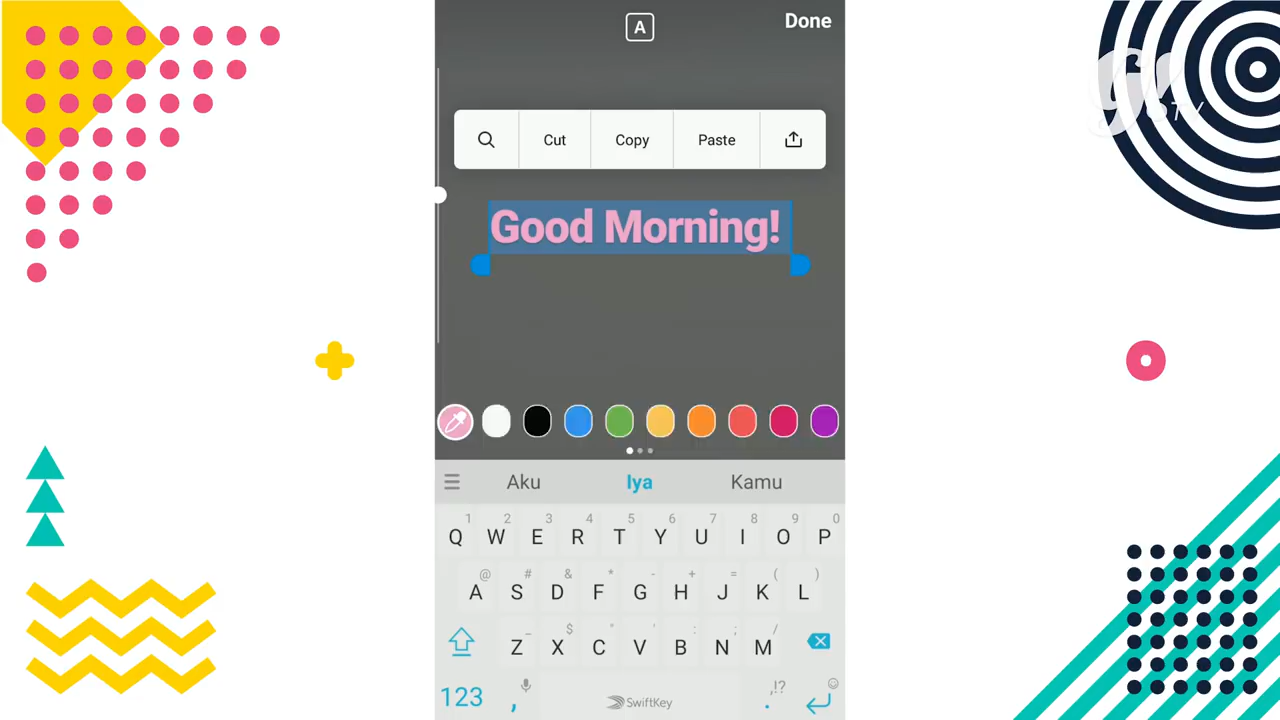 A
Done
Cut Copy Paste
Good Morning!
Aku Iya Kamu
1 2 3 4 5 6 7 8 9 0
Q W E R T Y U I O P
@ # & * - + = ( )
A S D F G H J K L
_ $ " ' : ; /
Z X C V B N M
123 , SwiftKey . ,!?